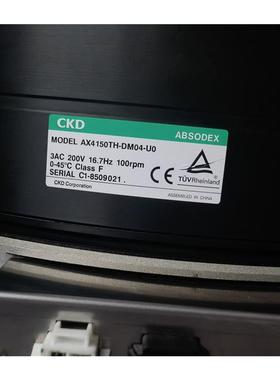 CKD
ABSODEX
MODEL AX4150TH-DM04-U0
3AC 200V 16.7Hz 100rpm
0-45℃ Class F
SERIAL C1-8509021 .
CKD Corporation
CE
TÜVRheinland
ASSEMBLED IN CHINA